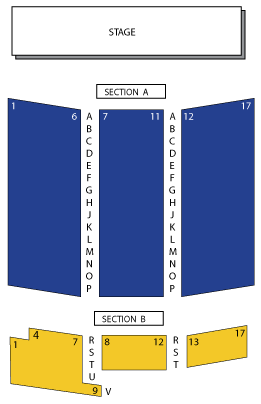 STAGE
SECTION A
1 6 7 11 12 17
A A
B B
C C
D D
E E
F F
G G
H H
J J
K K
L L
M M
N N
O O
P P
SECTION B
1 4 7 8 12 13 17
R R
S S
T T
U
9 V